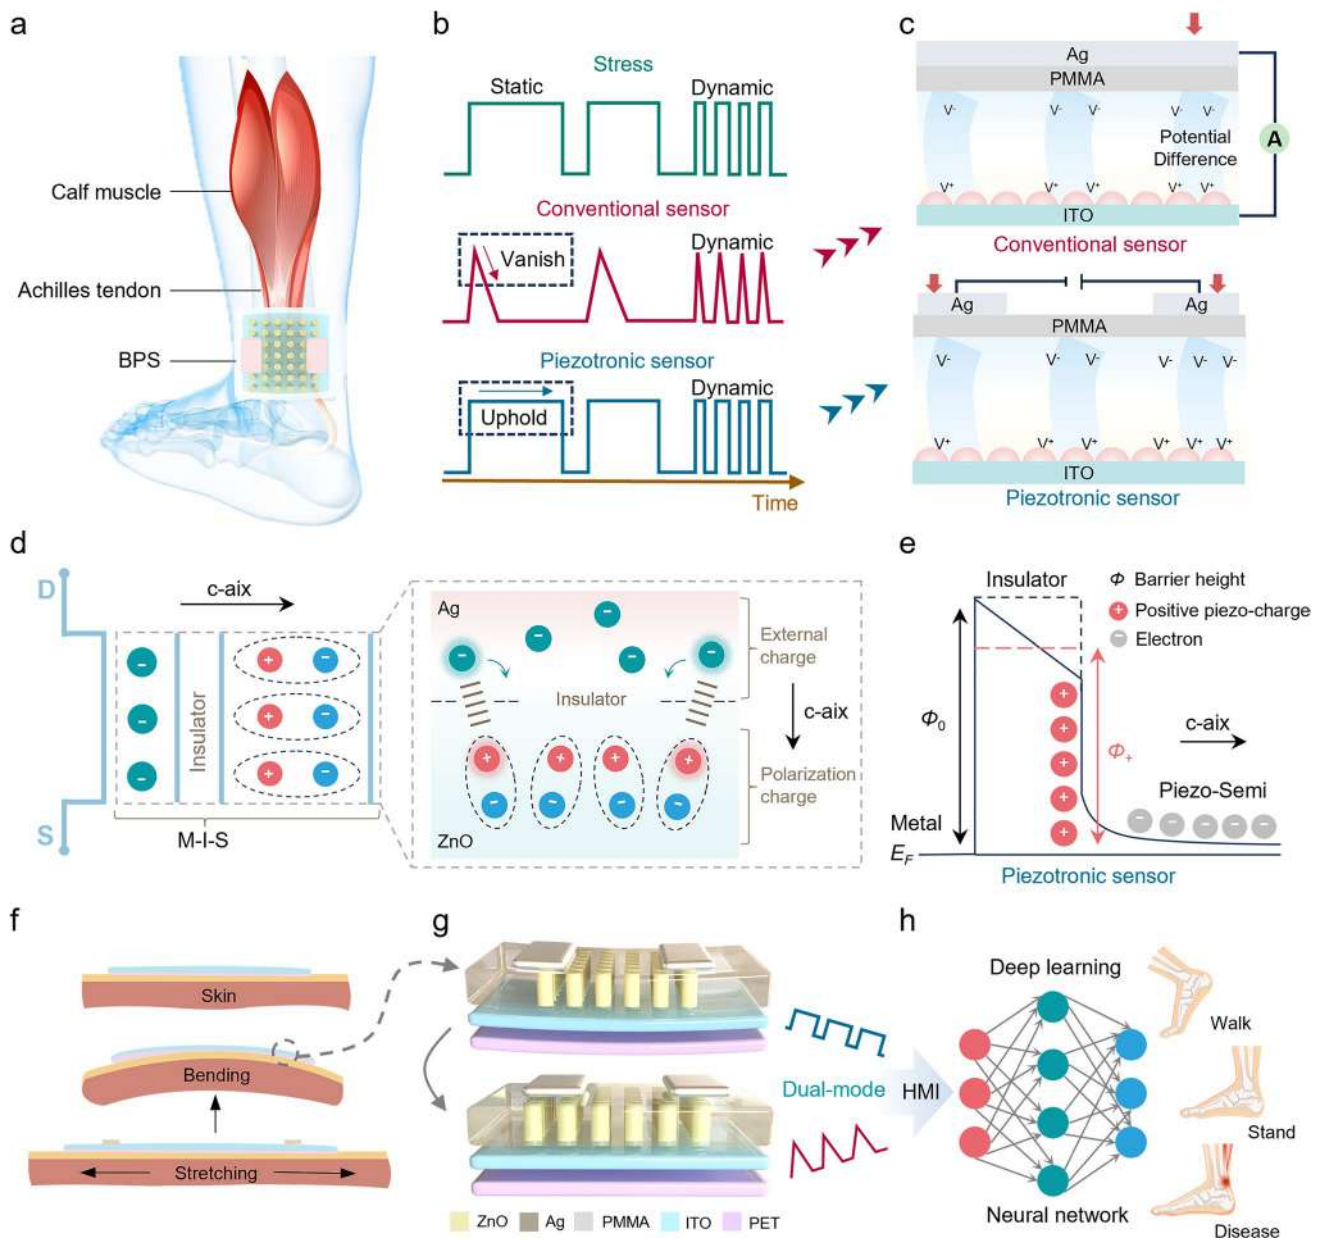 a
Calf muscle
Achilles tendon
BPS
b
Stress
Static
Dynamic
Conventional sensor
Vanish
Dynamic
Piezotronic sensor
Uphold
Dynamic
Time
c
Ag
PMMA
V- V- V- V- V-
Potential
Difference
A
V+ V+ V+ V+ V+
ITO
Conventional sensor
Ag Ag
PMMA
V- V- V- V- V- V-
V+ V+ V+ V+ V+ V+
ITO
Piezotronic sensor
d
D
c-aix
- + -
- Insulator + -
- + -
S
M-I-S
Ag
- - - - -
External
charge
Insulator
c-aix
+ + + +
- - - -
Polarization
charge
ZnO
e
Insulator
Φ Barrier height
+ Positive piezo-charge
- Electron
Φ0
+ + + + +
Φ+
c-aix
Piezo-Semi
- - - - -
Metal
EF
Piezotronic sensor
f
Skin
Bending
Stretching
g
Dual-mode
ZnO Ag PMMA ITO PET
HMI
h
Deep learning
Neural network
Walk
Stand
Disease